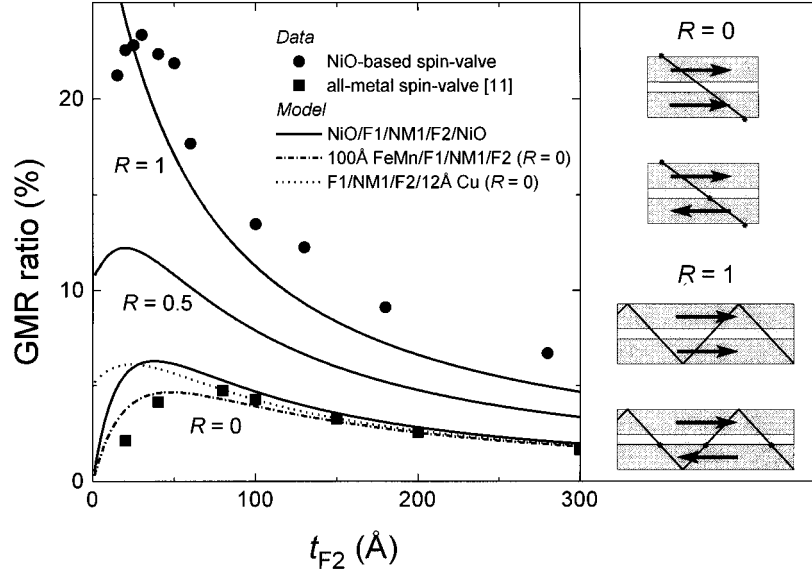 GMR ratio (%)
20
10
0
0
100
200
300
t_F2 (Å)
Data
NiO-based spin-valve
all-metal spin-valve [11]
Model
NiO/F1/NM1/F2/NiO
100Å FeMn/F1/NM1/F2 (R = 0)
F1/NM1/F2/12Å Cu (R = 0)
R = 1
R = 0.5
R = 0
R = 0
R = 1